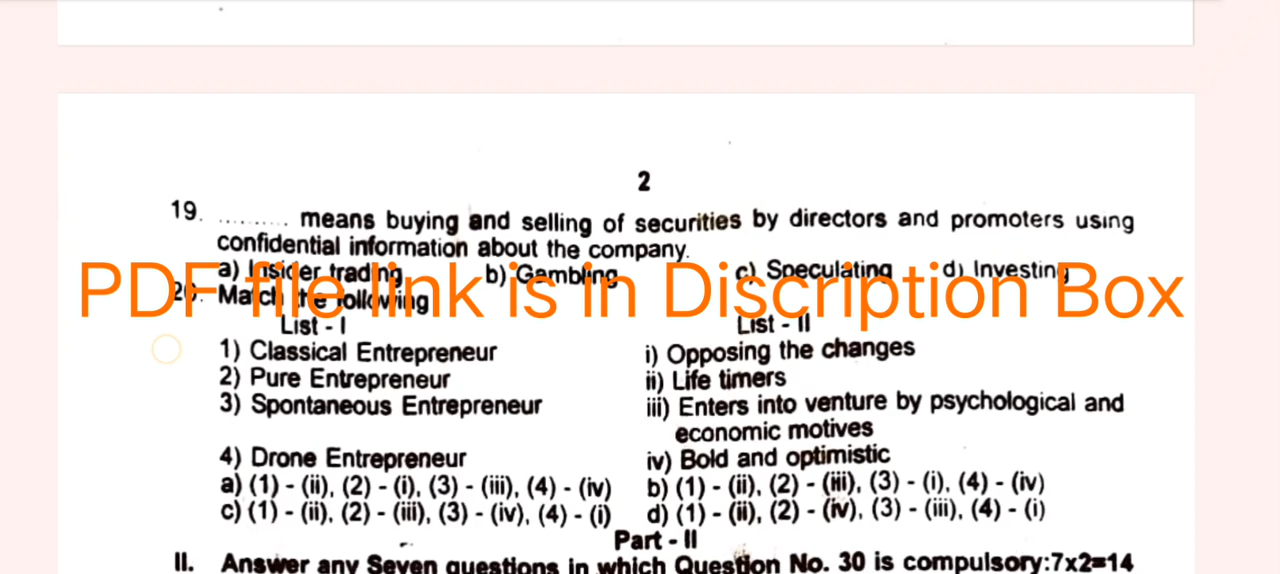 2
19. .......... means buying and selling of securities by directors and promoters using
confidential information about the company.
a) Insider trading b) Gambling c) Speculating d) Investing
PDF file link is in Discription Box
20. Match the following
List - I List - II
1) Classical Entrepreneur i) Opposing the changes
2) Pure Entrepreneur ii) Life timers
3) Spontaneous Entrepreneur iii) Enters into venture by psychological and
economic motives
4) Drone Entrepreneur iv) Bold and optimistic
a) (1) - (ii), (2) - (i), (3) - (iii), (4) - (iv) b) (1) - (ii), (2) - (iii), (3) - (i), (4) - (iv)
c) (1) - (ii), (2) - (iii), (3) - (iv), (4) - (i) d) (1) - (ii), (2) - (iv), (3) - (iii), (4) - (i)
Part - II
II. Answer any Seven questions in which Question No. 30 is compulsory:7x2=14